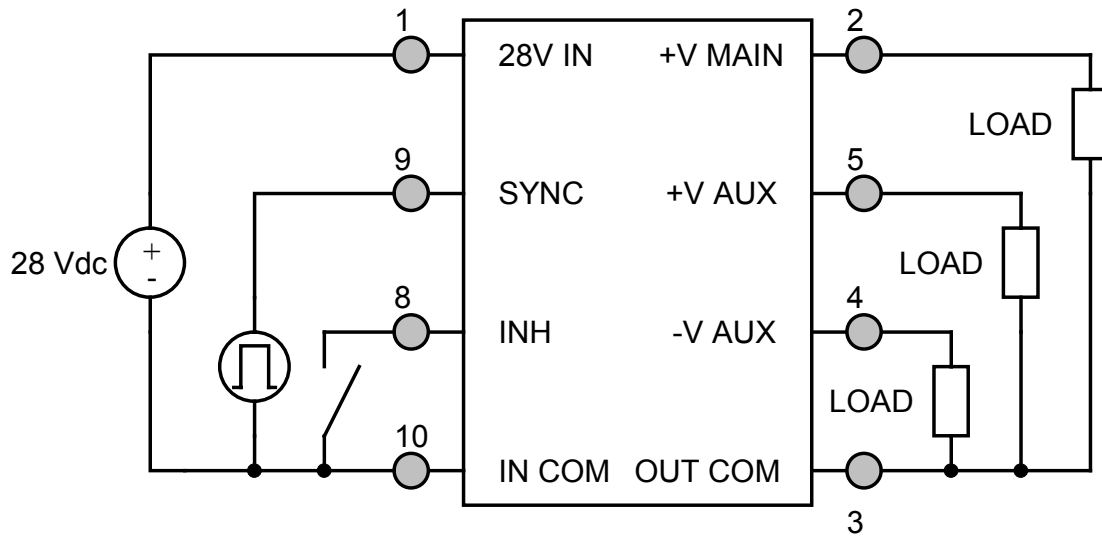 1
2
28V IN
+V MAIN
LOAD
9
5
SYNC
+V AUX
28 Vdc
+
-
LOAD
8
4
INH
-V AUX
LOAD
10
IN COM
OUT COM
3